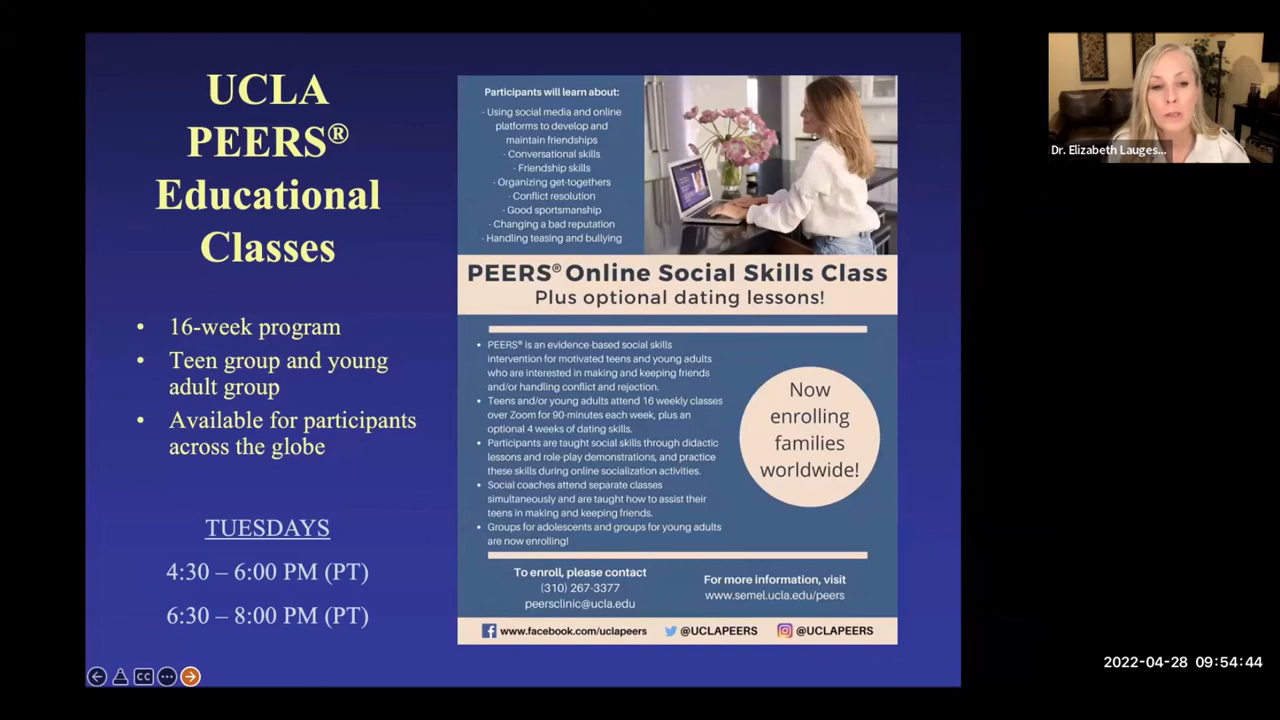 UCLA
PEERS®
Educational
Classes
• 16-week program
• Teen group and young
adult group
• Available for participants
across the globe
TUESDAYS
4:30 – 6:00 PM (PT)
6:30 – 8:00 PM (PT)
Participants will learn about:
- Using social media and online
platforms to develop and
maintain friendships
- Conversational skills
- Friendship skills
- Organizing get-togethers
- Conflict resolution
- Good sportsmanship
- Changing a bad reputation
- Handling teasing and bullying
PEERS® Online Social Skills Class
Plus optional dating lessons!
• PEERS® is an evidence-based social skills
intervention for motivated teens and young adults
who are interested in making and keeping friends
and/or handling conflict and rejection.
• Teens and/or young adults attend 16 weekly classes
over Zoom for 90-minutes each week, plus an
optional 4 weeks of dating skills.
• Participants are taught social skills through didactic
lessons and role-play demonstrations, and practice
these skills during online socialization activities.
• Social coaches attend separate classes
simultaneously and are taught how to assist their
teens in making and keeping friends.
• Groups for adolescents and groups for young adults
are now enrolling!
Now
enrolling
families
worldwide!
To enroll, please contact
(310) 267-3377
peersclinic@ucla.edu
For more information, visit
www.semel.ucla.edu/peers
www.facebook.com/uclapeers
@UCLAPEERS
@UCLAPEERS
CC
Dr. Elizabeth Lauges...
2022-04-28 09:54:44